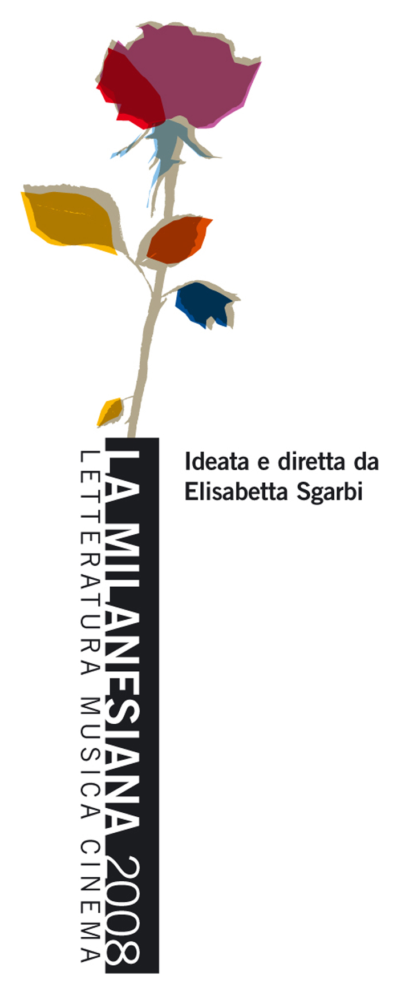 Ideata e diretta da
Elisabetta Sgarbi
LA MILANESIANA 2008
LETTERATURA MUSICA CINEMA